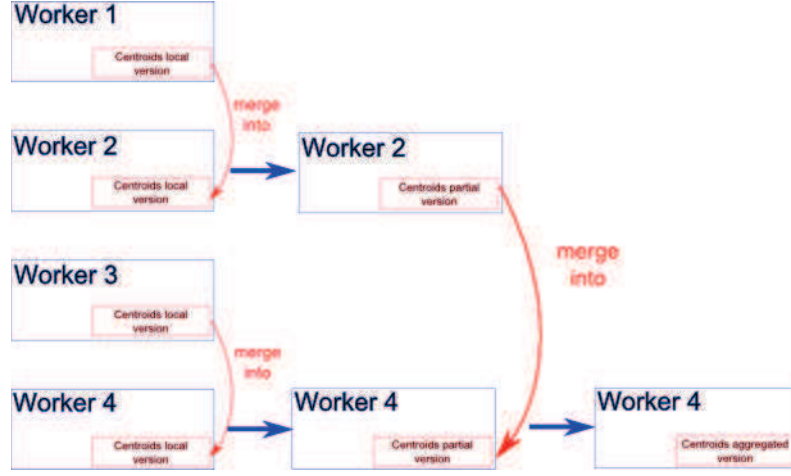 Worker 1
Centroids local
version
merge
into
Worker 2
Centroids local
version
Worker 2
Centroids partial
version
merge
into
Worker 3
Centroids local
version
merge
into
Worker 4
Centroids local
version
Worker 4
Centroids partial
version
Worker 4
Centroids aggregated
version